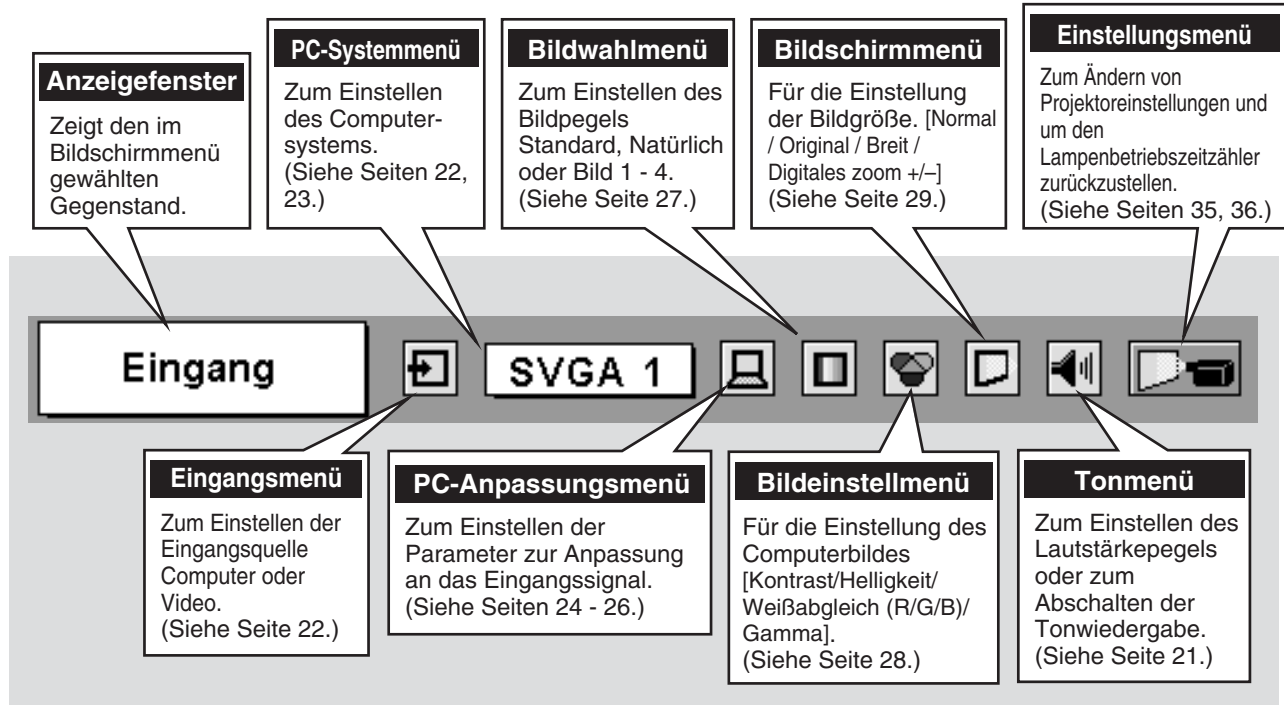 Anzeigefenster
Zeigt den im
Bildschirmmenü
gewählten
Gegenstand.
PC-Systemmenü
Zum Einstellen
des Computer-
systems.
(Siehe Seiten 22,
23.)
Bildwahlmenü
Zum Einstellen des
Bildpegels
Standard, Natürlich
oder Bild 1 - 4.
(Siehe Seite 27.)
Bildschirmmenü
Für die Einstellung
der Bildgröße. [Normal
/ Original / Breit /
Digitales zoom +/–]
(Siehe Seite 29.)
Einstellungsmenü
Zum Ändern von
Projektoreinstellungen und
um den
Lampenbetriebszeitzähler
zurückzustellen.
(Siehe Seiten 35, 36.)
Eingang
SVGA 1
Eingangsmenü
Zum Einstellen der
Eingangsquelle
Computer oder
Video.
(Siehe Seite 22.)
PC-Anpassungsmenü
Zum Einstellen der
Parameter zur Anpassung
an das Eingangssignal.
(Siehe Seiten 24 - 26.)
Bildeinstellmenü
Für die Einstellung des
Computerbildes
[Kontrast/Helligkeit/
Weißabgleich (R/G/B)/
Gamma].
(Siehe Seite 28.)
Tonmenü
Zum Einstellen des
Lautstärkepegels
oder zum
Abschalten der
Tonwiedergabe.
(Siehe Seite 21.)